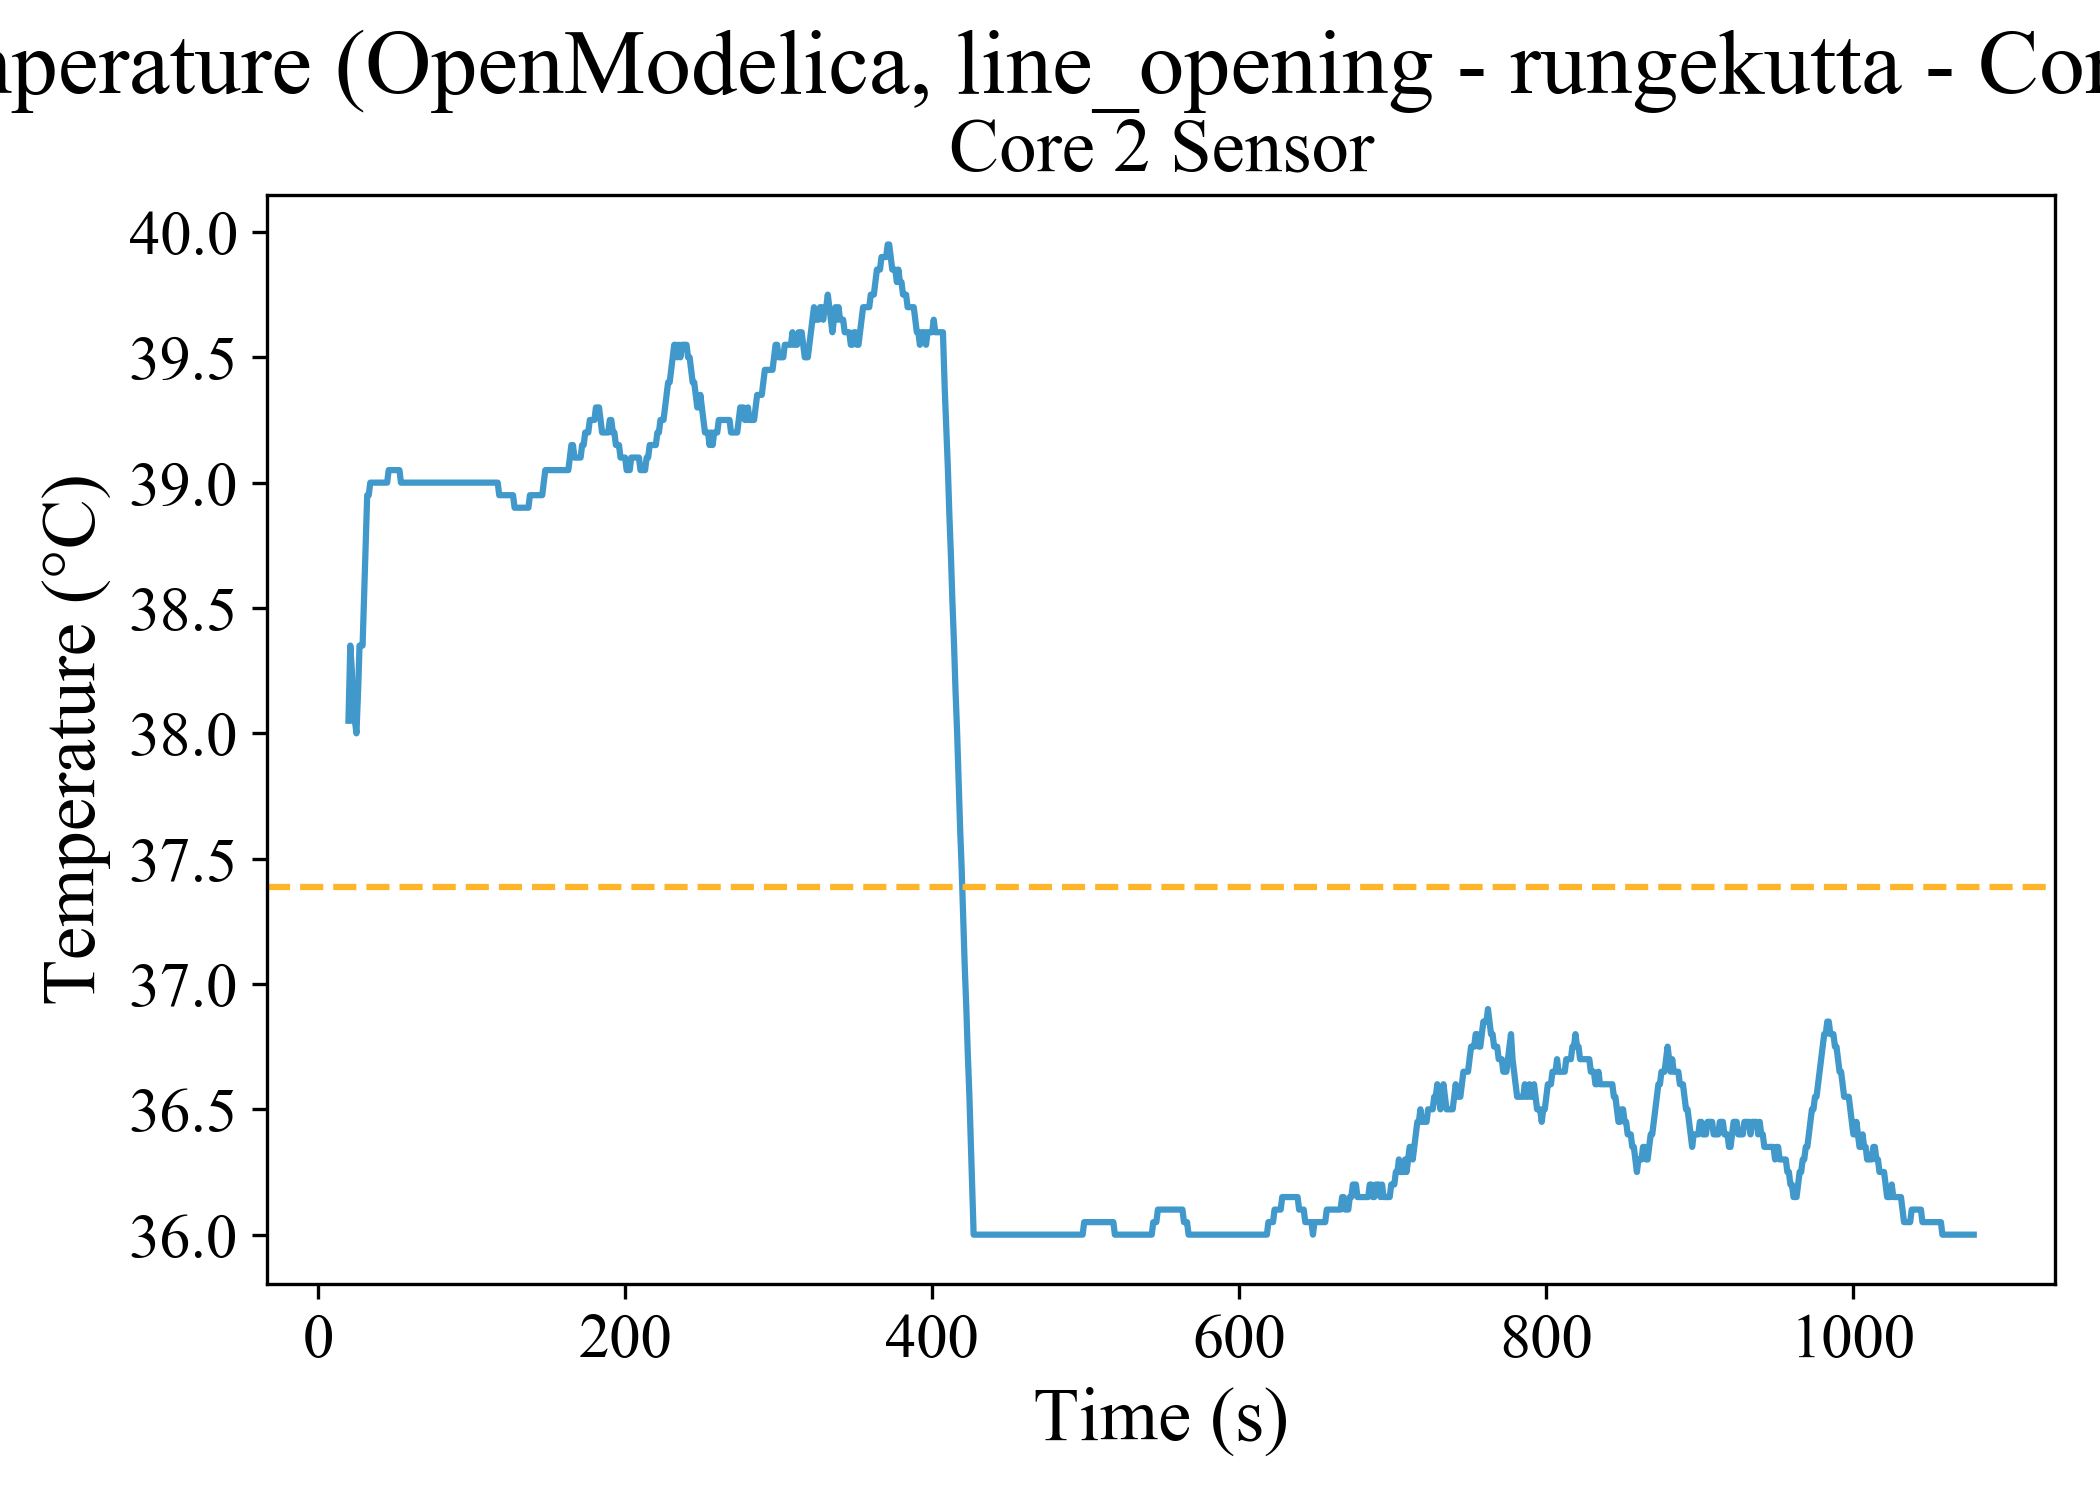 perature (OpenModelica, line_opening - rungekutta -
Core 2 Sensor
Temperature (°C)
40.0
39.5
39.0
38.5
38.0
37.5
37.0
36.5
36.0
0 200 400 600 800 1000
Time (s)